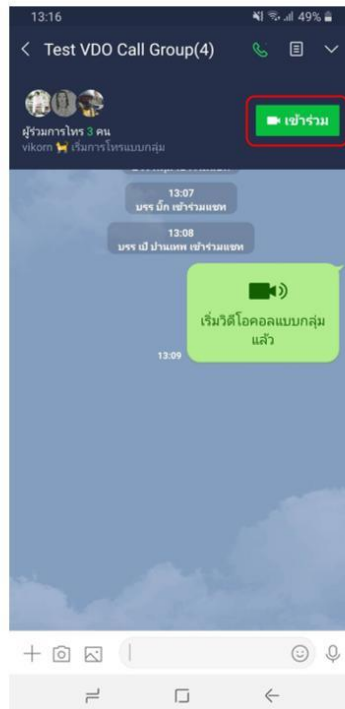 13:16
49%
Test VDO Call Group(4)
ผู้ร่วมการโทร 3 คน
vikorn 🐈 เริ่มการโทรแบบกลุ่ม
เข้าร่วม
13:07
บรร บิ๊ก เข้าร่วมแชท
13:08
บรร เป้ ปานเทพ เข้าร่วมแชท
เริ่มวิดีโอคอลแบบกลุ่ม
แล้ว
13:09